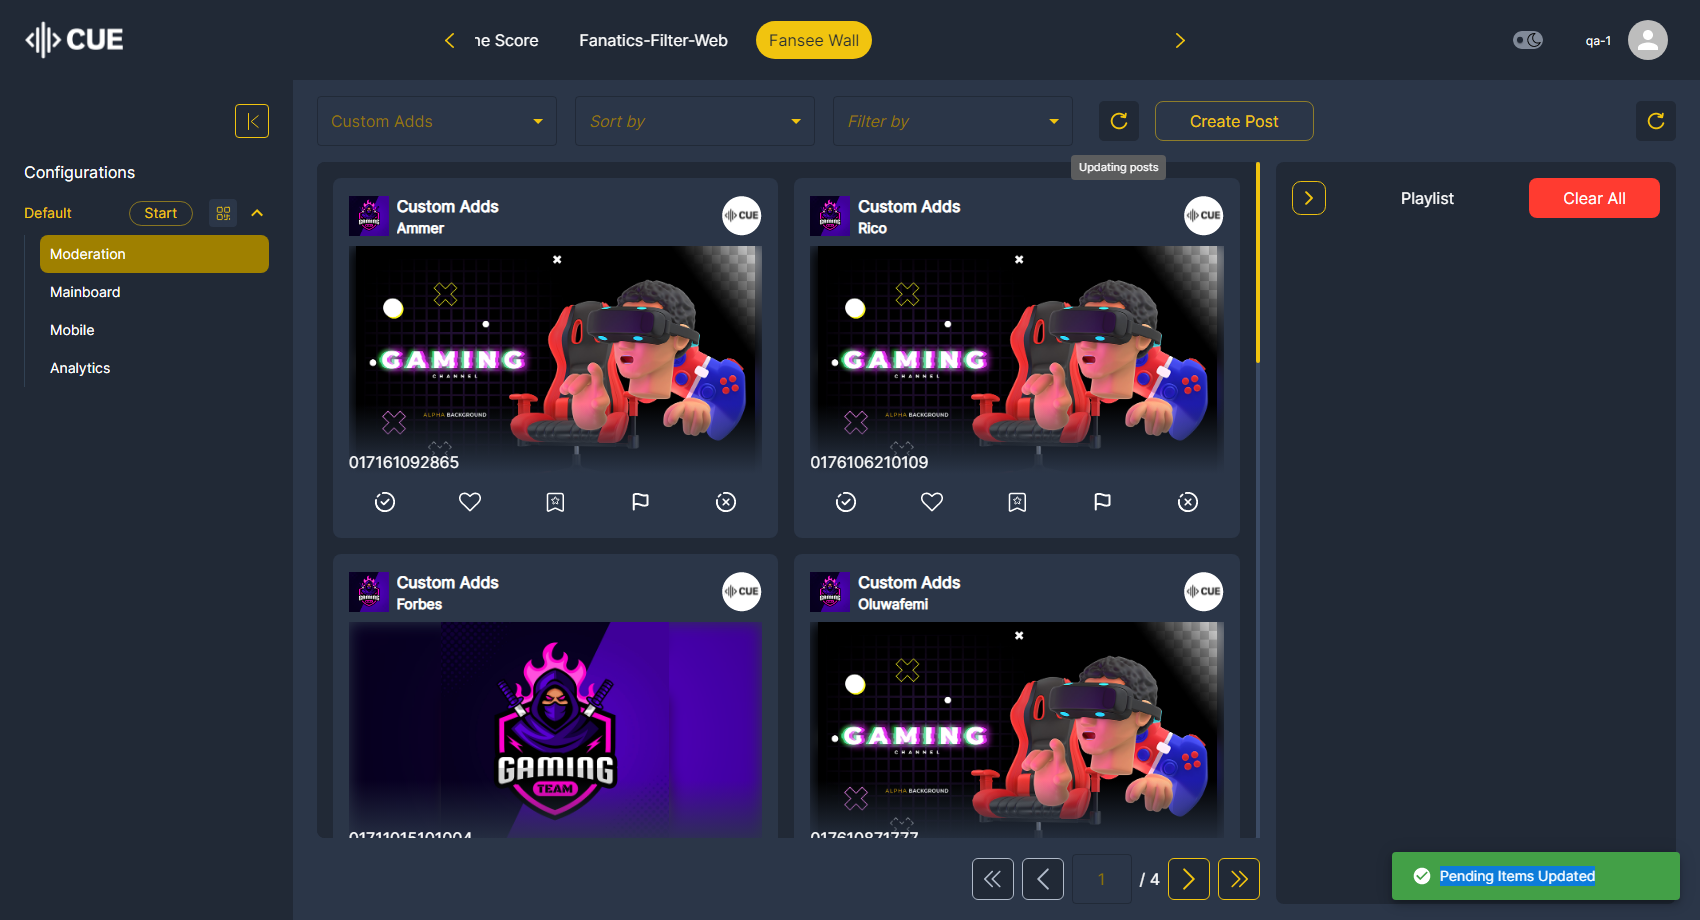 CUE
ne Score
Fanatics-Filter-Web
Fansee Wall
qa-1
Configurations
Default
Start
Moderation
Mainboard
Mobile
Analytics
Custom Adds
Sort by
Filter by
Create Post
Updating posts
Custom Adds
Ammer
CUE
GAMING
CHANNEL
ALPHA BACKGROUND
017161092865
Custom Adds
Rico
CUE
GAMING
CHANNEL
ALPHA BACKGROUND
0176106210109
Custom Adds
Forbes
CUE
GAMING
TEAM
01711015101004
Custom Adds
Oluwafemi
CUE
GAMING
CHANNEL
ALPHA BACKGROUND
017610871777
1 / 4
Playlist
Clear All
Pending Items Updated